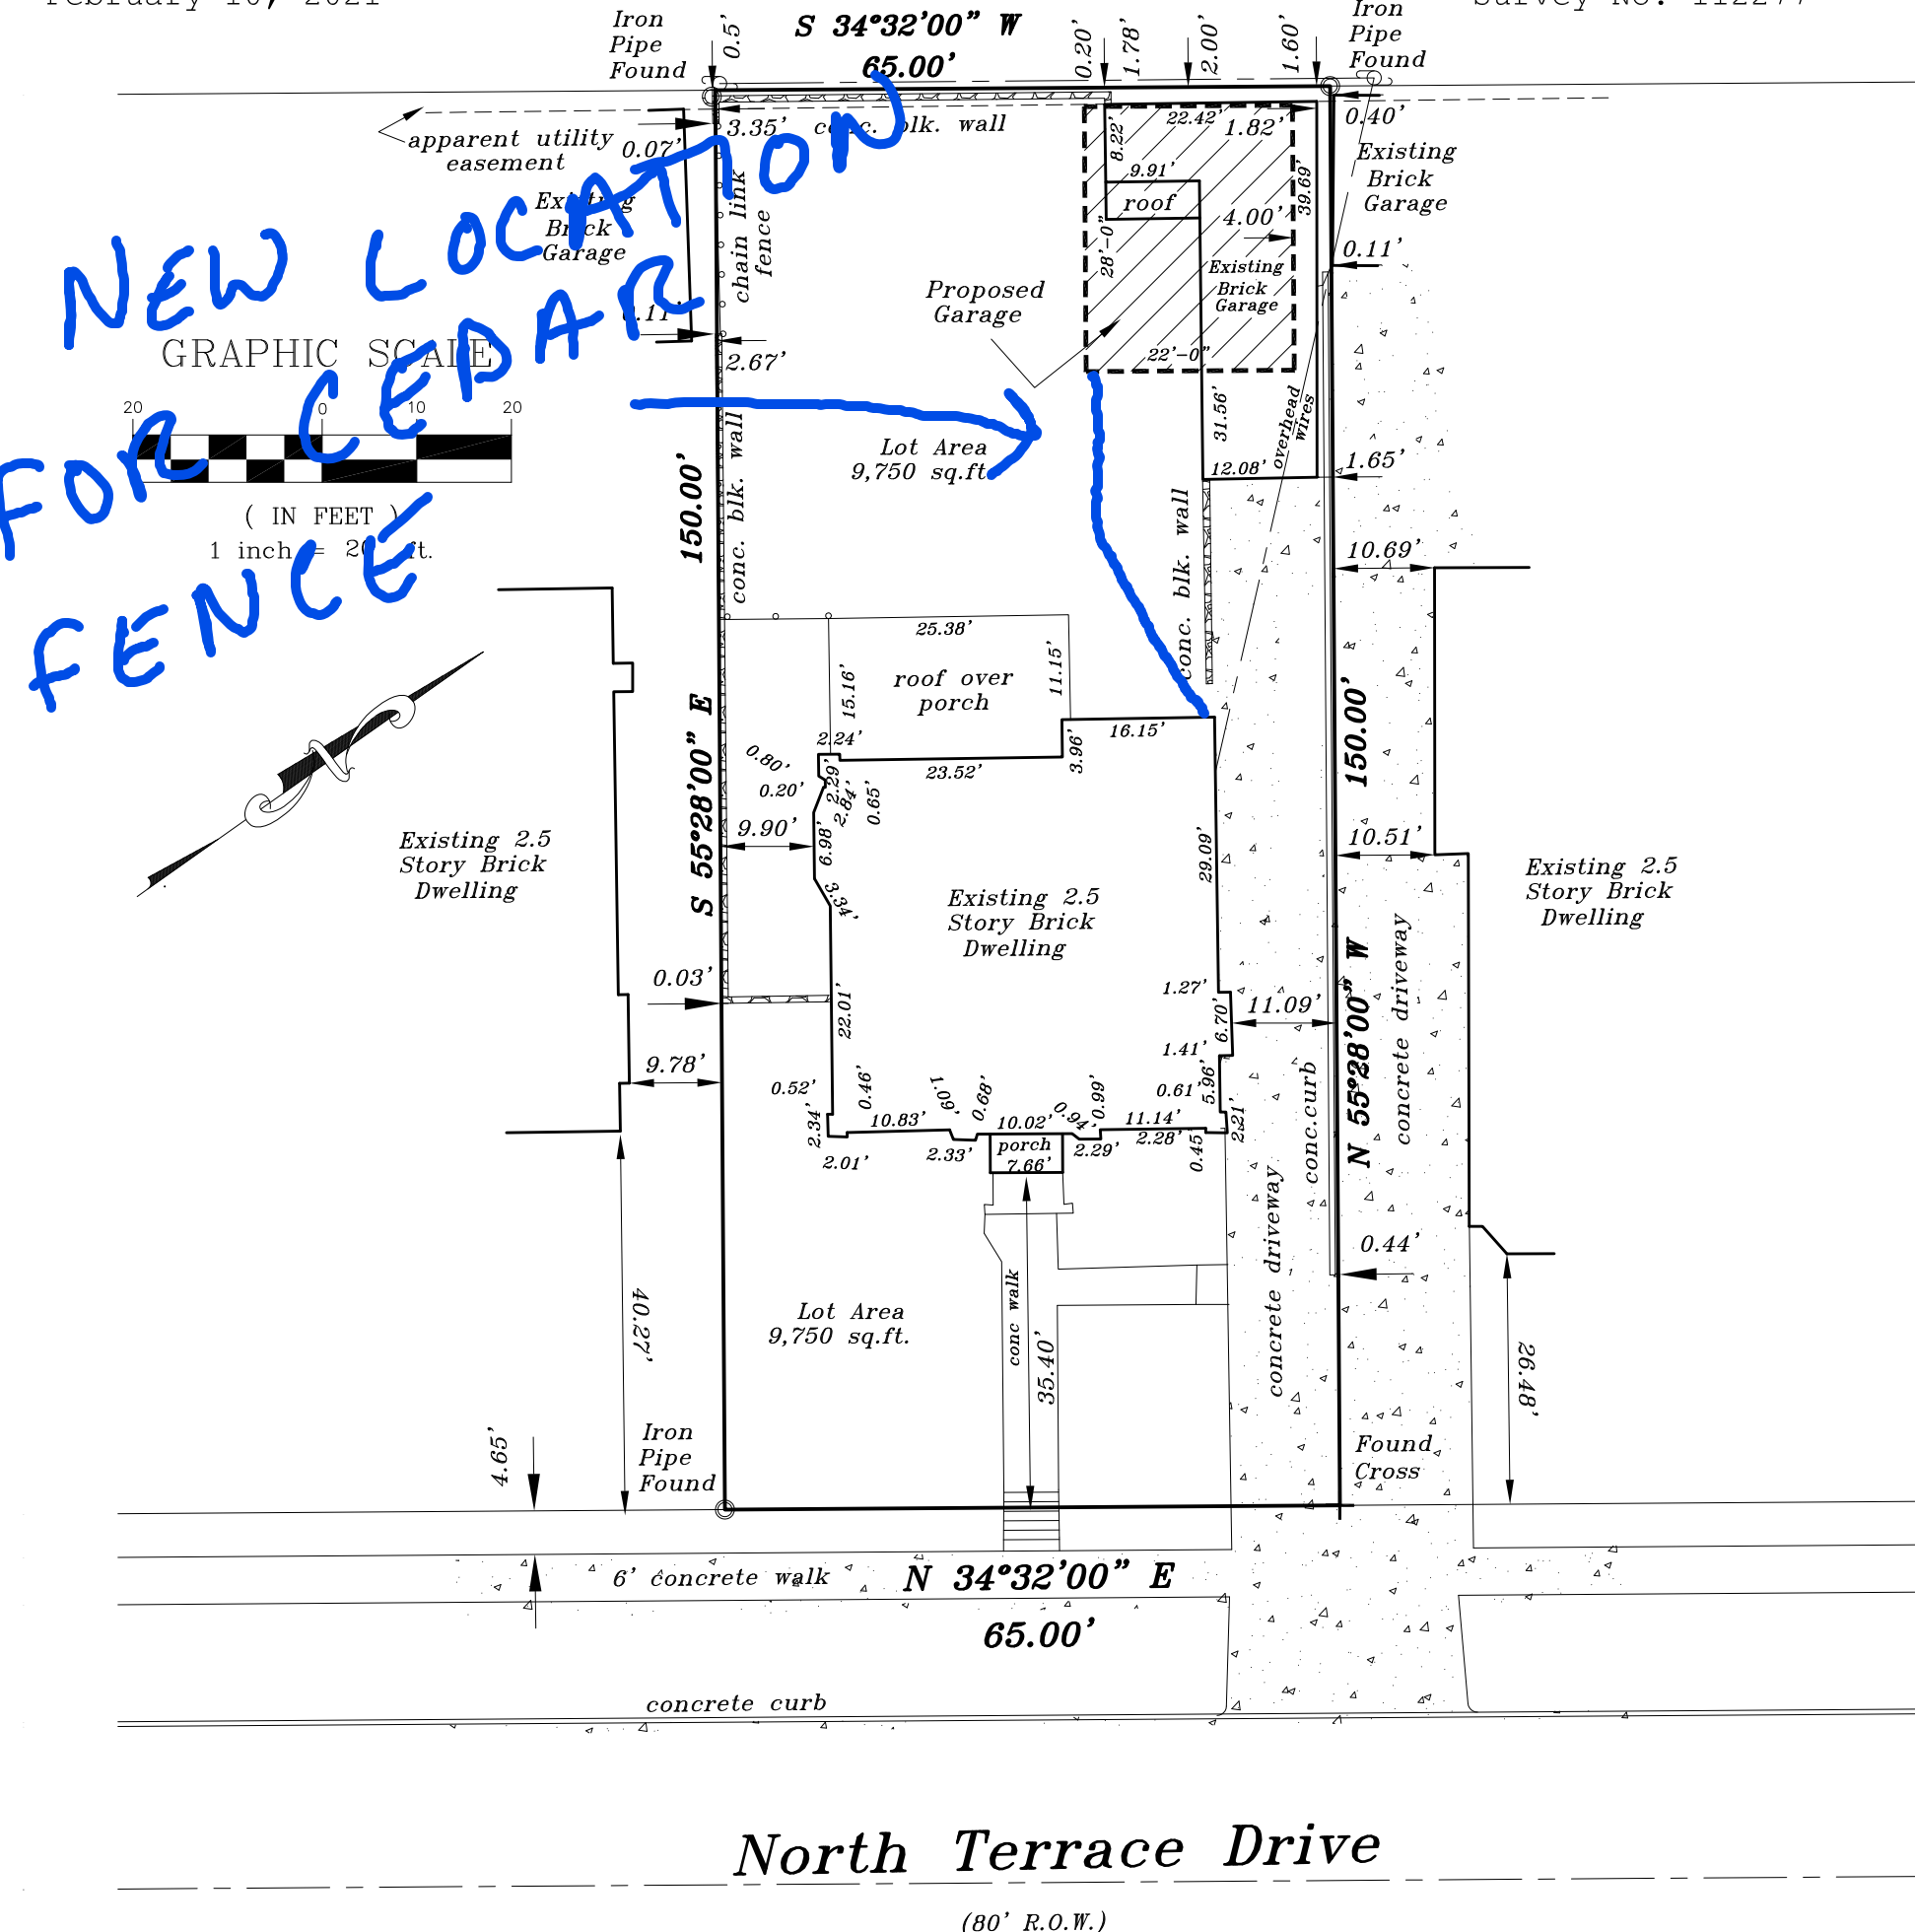 S 34°32'00" W
65.00'
Iron
Pipe
Found
0.5'
0.20'
1.78'
2.00'
1.60'
Iron
Pipe
Found
apparent utility
easement
3.35'
conc. blk. wall
22.42'
1.82'
0.40'
0.07'
8.22'
9.91'
roof
39.69'
Existing
Brick
Garage
Existing
Brick
Garage
chain link
fence
28'-0"
4.00'
0.11'
Existing
Brick
Garage
Proposed
Garage
NEW LOCATION
FOR CEDAR
FENCE
0.11'
2.67'
22'-0"
GRAPHIC SCALE
20
0
10
20
( IN FEET )
1 inch = 20 ft.
Lot Area
9,750 sq.ft.
31.56'
overhead
wires
12.08'
1.65'
150.00'
conc. blk. wall
conc. blk. wall
10.69'
25.38'
15.16'
roof over
porch
11.15'
16.15'
3.96'
2.24'
23.52'
0.80'
2.29'
0.20'
2.84'
0.65'
150.00'
S 55°28'00" E
9.90'
6.98'
3.34'
29.09'
10.51'
Existing 2.5
Story Brick
Dwelling
Existing 2.5
Story Brick
Dwelling
Existing 2.5
Story Brick
Dwelling
0.03'
22.01'
1.27'
6.70'
11.09'
N 55°28'00" W
concrete driveway
9.78'
1.41'
0.52'
0.46'
1.09'
0.68'
0.99'
0.61'
5.96'
conc.curb
2.34'
10.83'
10.02'
0.94'
11.14'
2.21'
2.01'
2.33'
porch
7.66'
2.29'
2.28'
0.45'
concrete driveway
0.44'
40.27'
conc walk
35.40'
Lot Area
9,750 sq.ft.
26.48'
4.65'
Iron
Pipe
Found
Found
Cross
6' concrete walk
N 34°32'00" E
65.00'
concrete curb
North Terrace Drive
(80' R.O.W.)